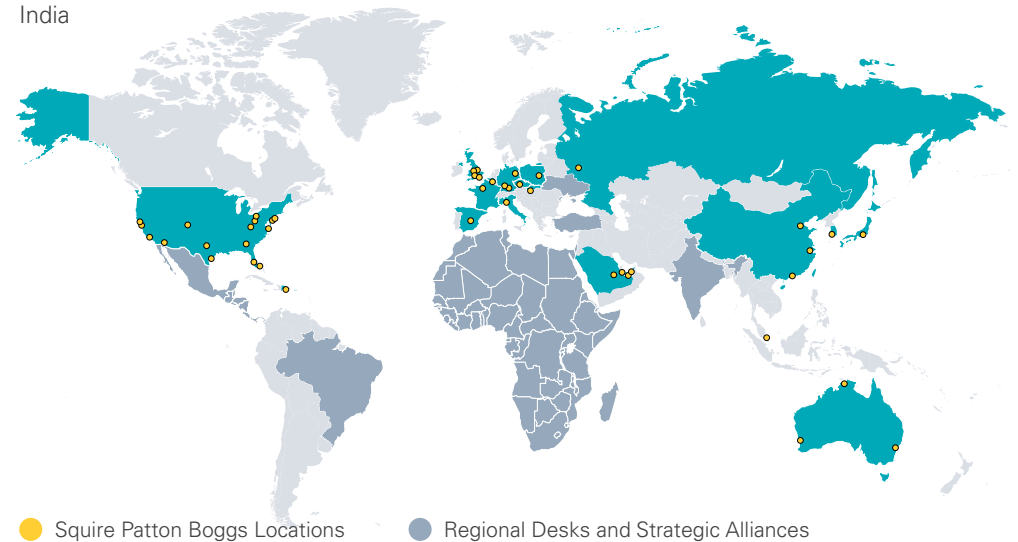 India
Squire Patton Boggs Locations
Regional Desks and Strategic Alliances